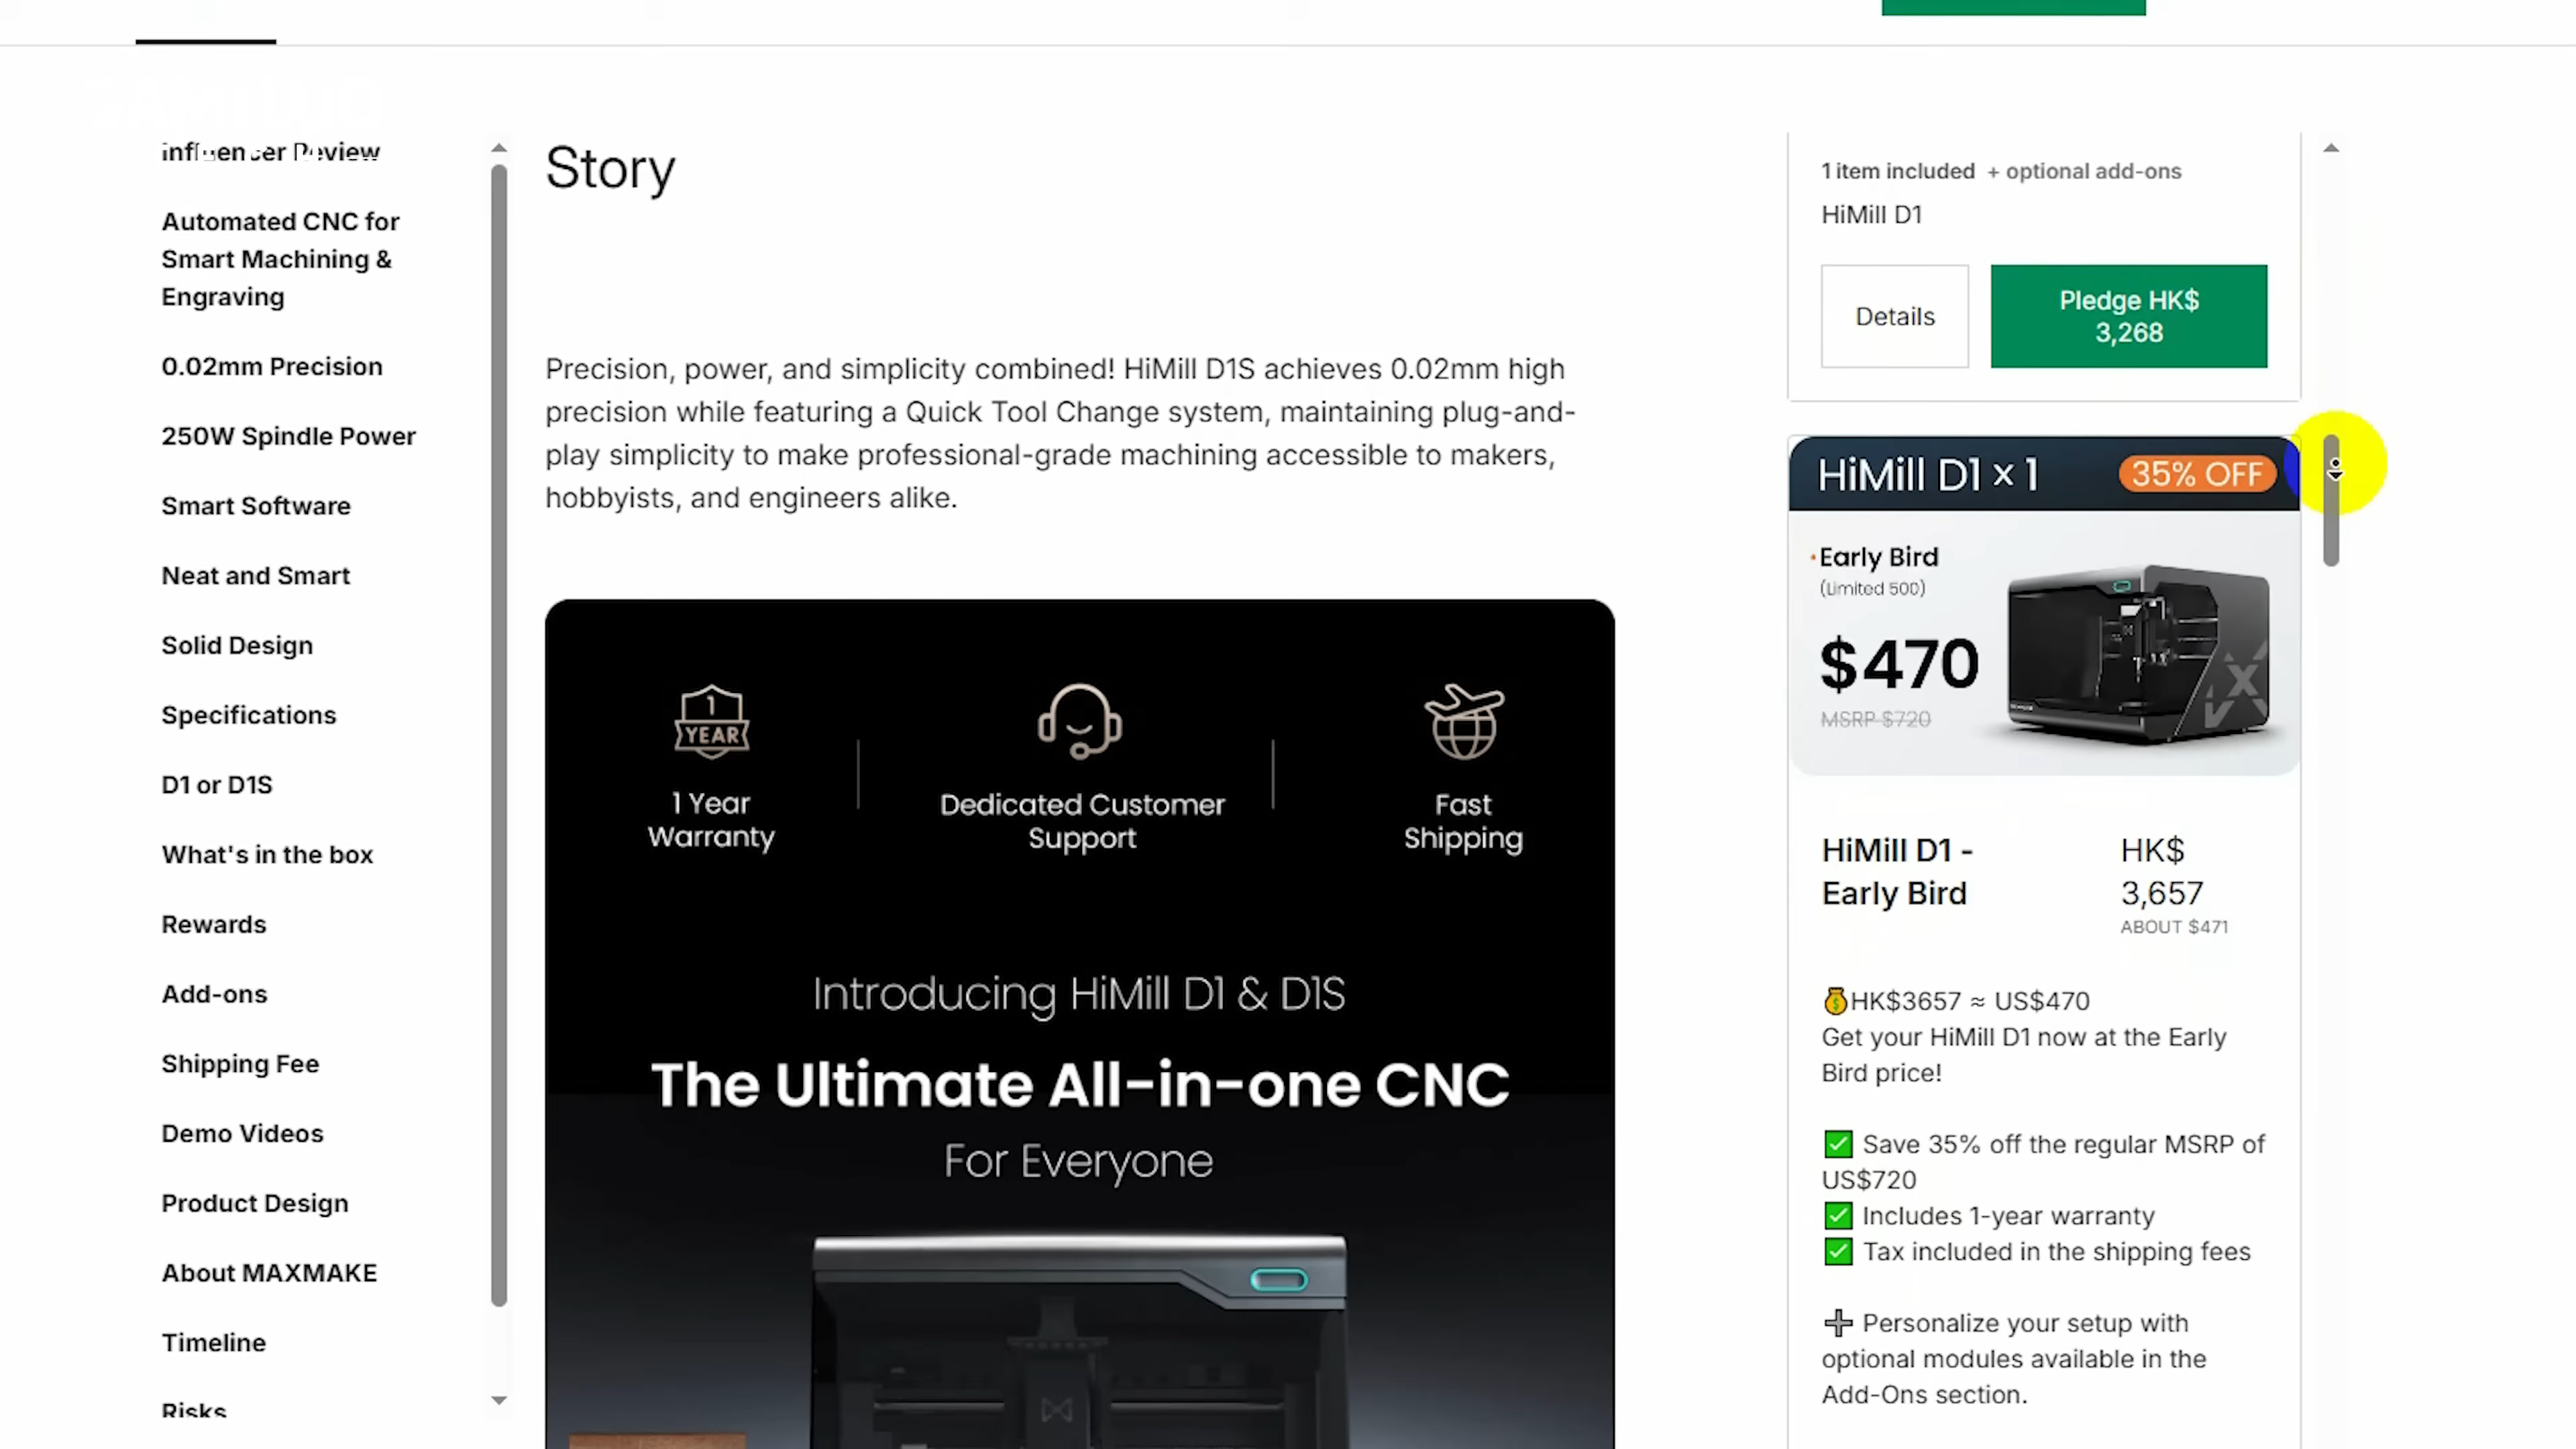 Influencer Review
Automated CNC for
Smart Machining &
Engraving
0.02mm Precision
250W Spindle Power
Smart Software
Neat and Smart
Solid Design
Specifications
D1 or D1S
What's in the box
Rewards
Add-ons
Shipping Fee
Demo Videos
Product Design
About MAXMAKE
Timeline
Risks
Story
Precision, power, and simplicity combined! HiMill D1S achieves 0.02mm high
precision while featuring a Quick Tool Change system, maintaining plug-and-
play simplicity to make professional-grade machining accessible to makers,
hobbyists, and engineers alike.
1
YEAR
1 Year
Warranty
Dedicated Customer
Support
Fast
Shipping
Introducing HiMill D1 & D1S
The Ultimate All-in-one CNC
For Everyone
1 item included + optional add-ons
HiMill D1
Details
Pledge HK$
3,268
HiMill D1 x 1
35% OFF
Early Bird
(Limited 500)
$470
MSRP $720
HiMill D1 -
Early Bird
HK$
3,657
ABOUT $471
💰HK$3657 ≈ US$470
Get your HiMill D1 now at the Early
Bird price!
✅ Save 35% off the regular MSRP of
US$720
✅ Includes 1-year warranty
✅ Tax included in the shipping fees
➕ Personalize your setup with
optional modules available in the
Add-Ons section.